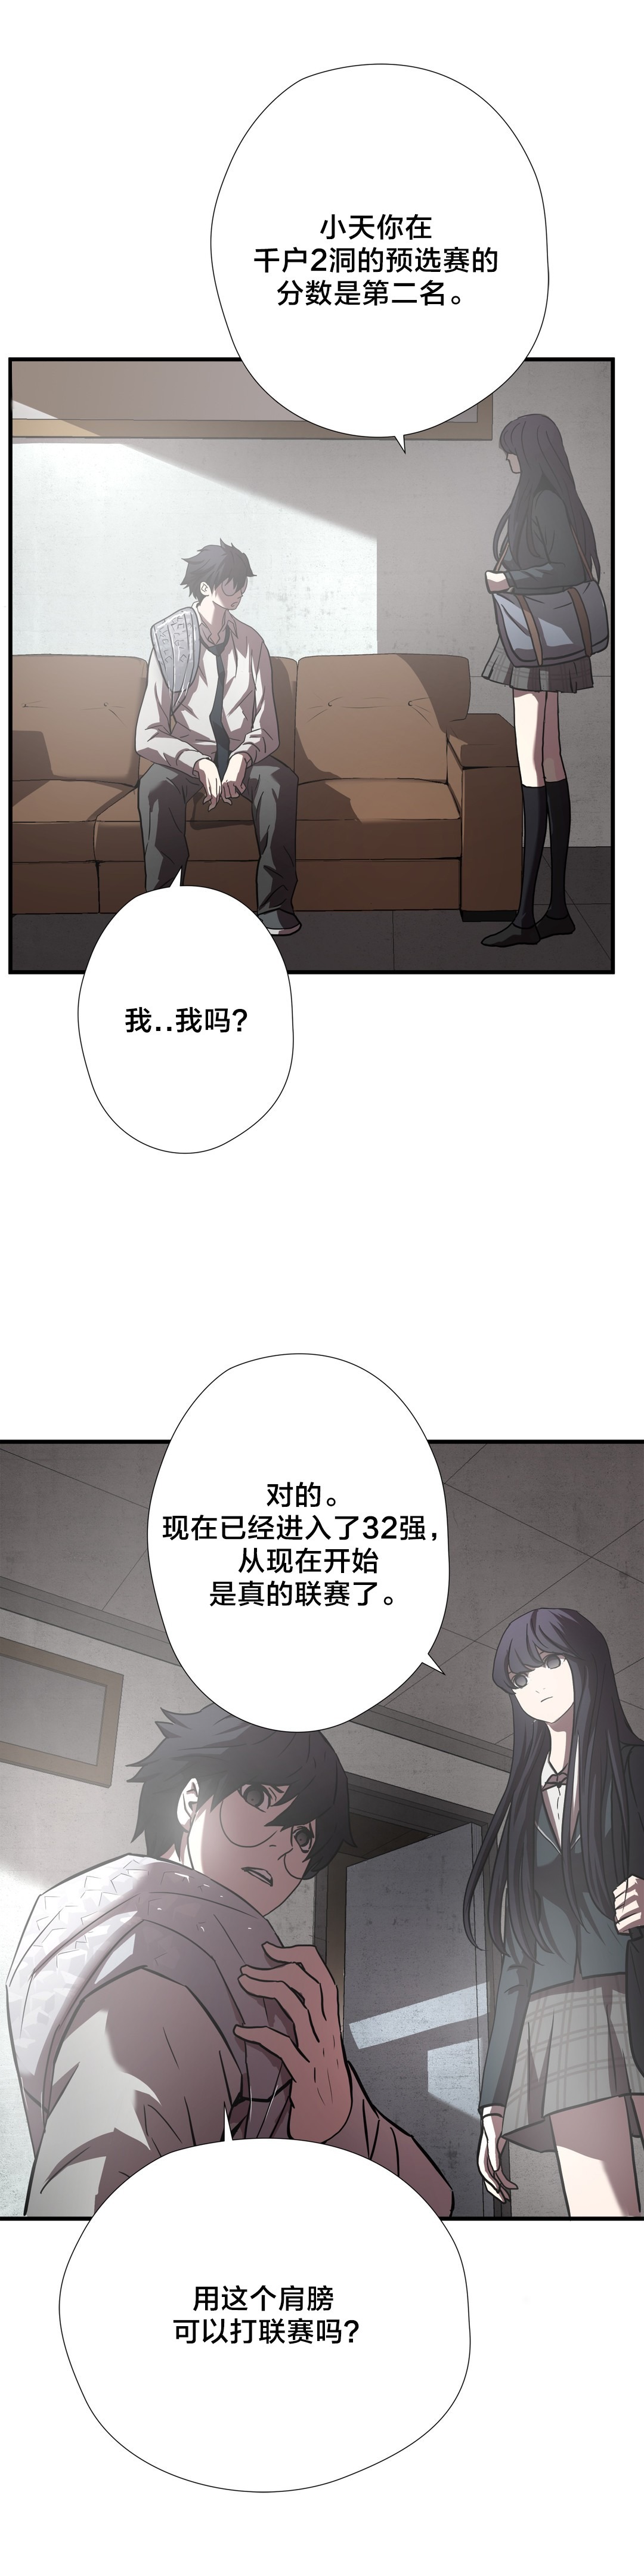 小天你在
千户2洞的预选赛的
分数是第二名。
我..我吗?
对的。
现在已经进入了32强,
从现在开始
是真的联赛了。
用这个肩膀
可以打联赛吗?